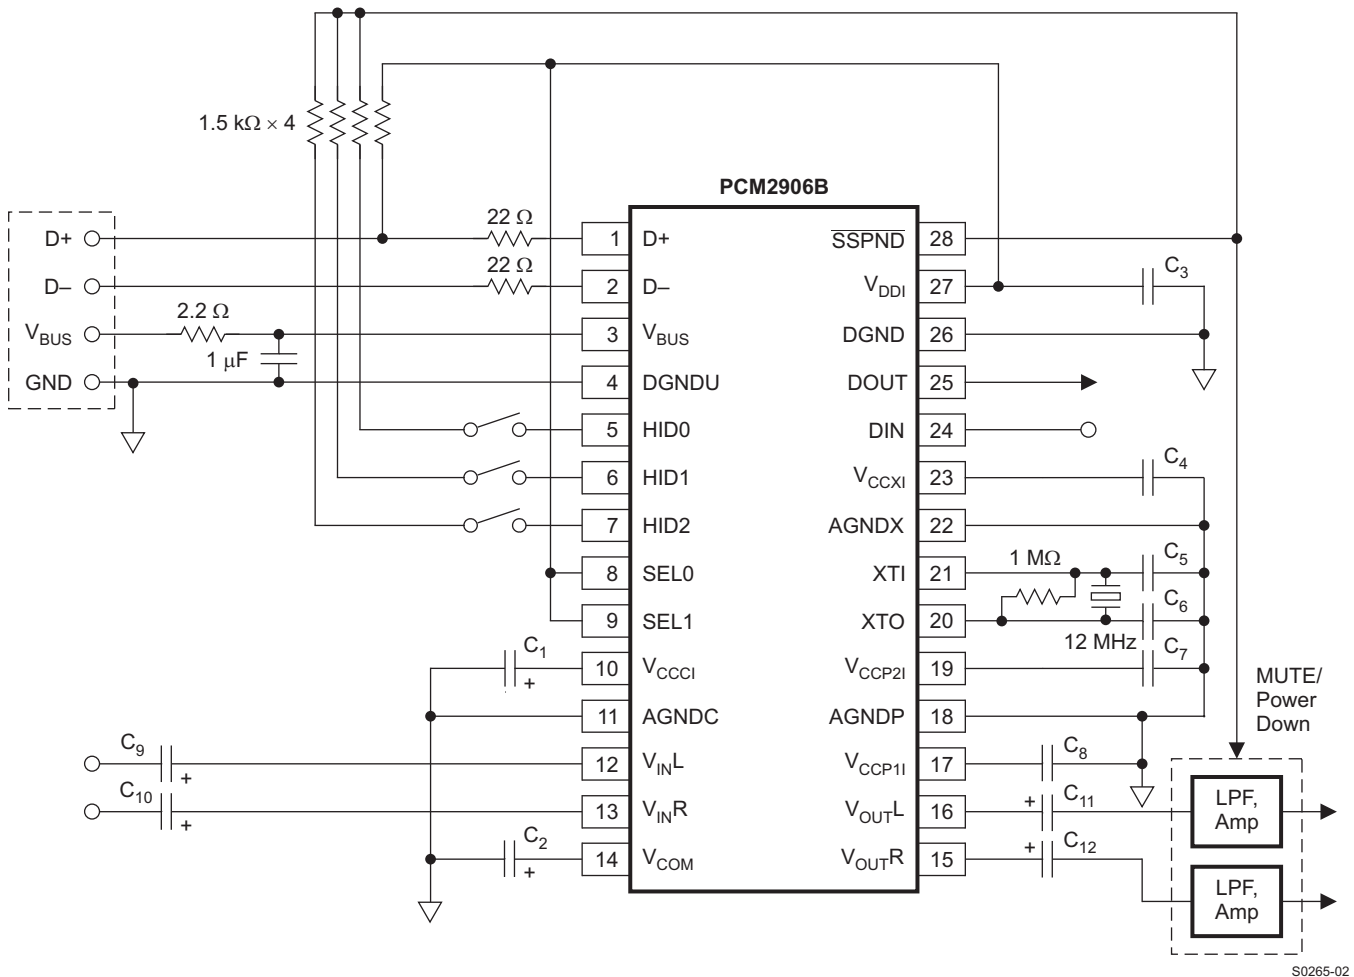 1.5 kΩ × 4
PCM2906B
D+
22 Ω
1
D+
SSPND
28
D–
22 Ω
2
D–
VDDI
27
C3
VBUS
2.2 Ω
1 μF
3
VBUS
DGND
26
GND
4
DGNDU
DOUT
25
5
HID0
DIN
24
6
HID1
VCCXI
23
C4
7
HID2
AGNDX
22
8
SEL0
XTI
21
1 MΩ
C5
9
SEL1
XTO
20
12 MHz
C6
C1
+
10
VCCCI
VCCP2I
19
C7
11
AGNDC
AGNDP
18
MUTE/
Power
Down
C9
+
12
VINL
VCCP1I
17
C8
C10
+
13
VINR
VOUTL
16
+
C11
LPF,
Amp
C2
+
14
VCOM
VOUTR
15
+
C12
LPF,
Amp
S0265-02